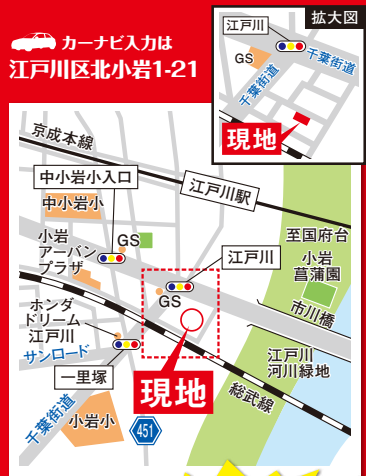 カーナビ入力は
江戸川区北小岩1-21
拡大図
江戸川
GS
千葉街道
千葉街道
現地
京成本線
中小岩小入口
中小岩小
江戸川駅
小岩
アーバン
プラザ
GS
江戸川
至国府台
小岩
菖蒲園
GS
市川橋
ホンダ
ドリーム
江戸川
サンロード
江戸川
河川緑地
一里塚
現地
総武線
千葉街道
小岩小
451